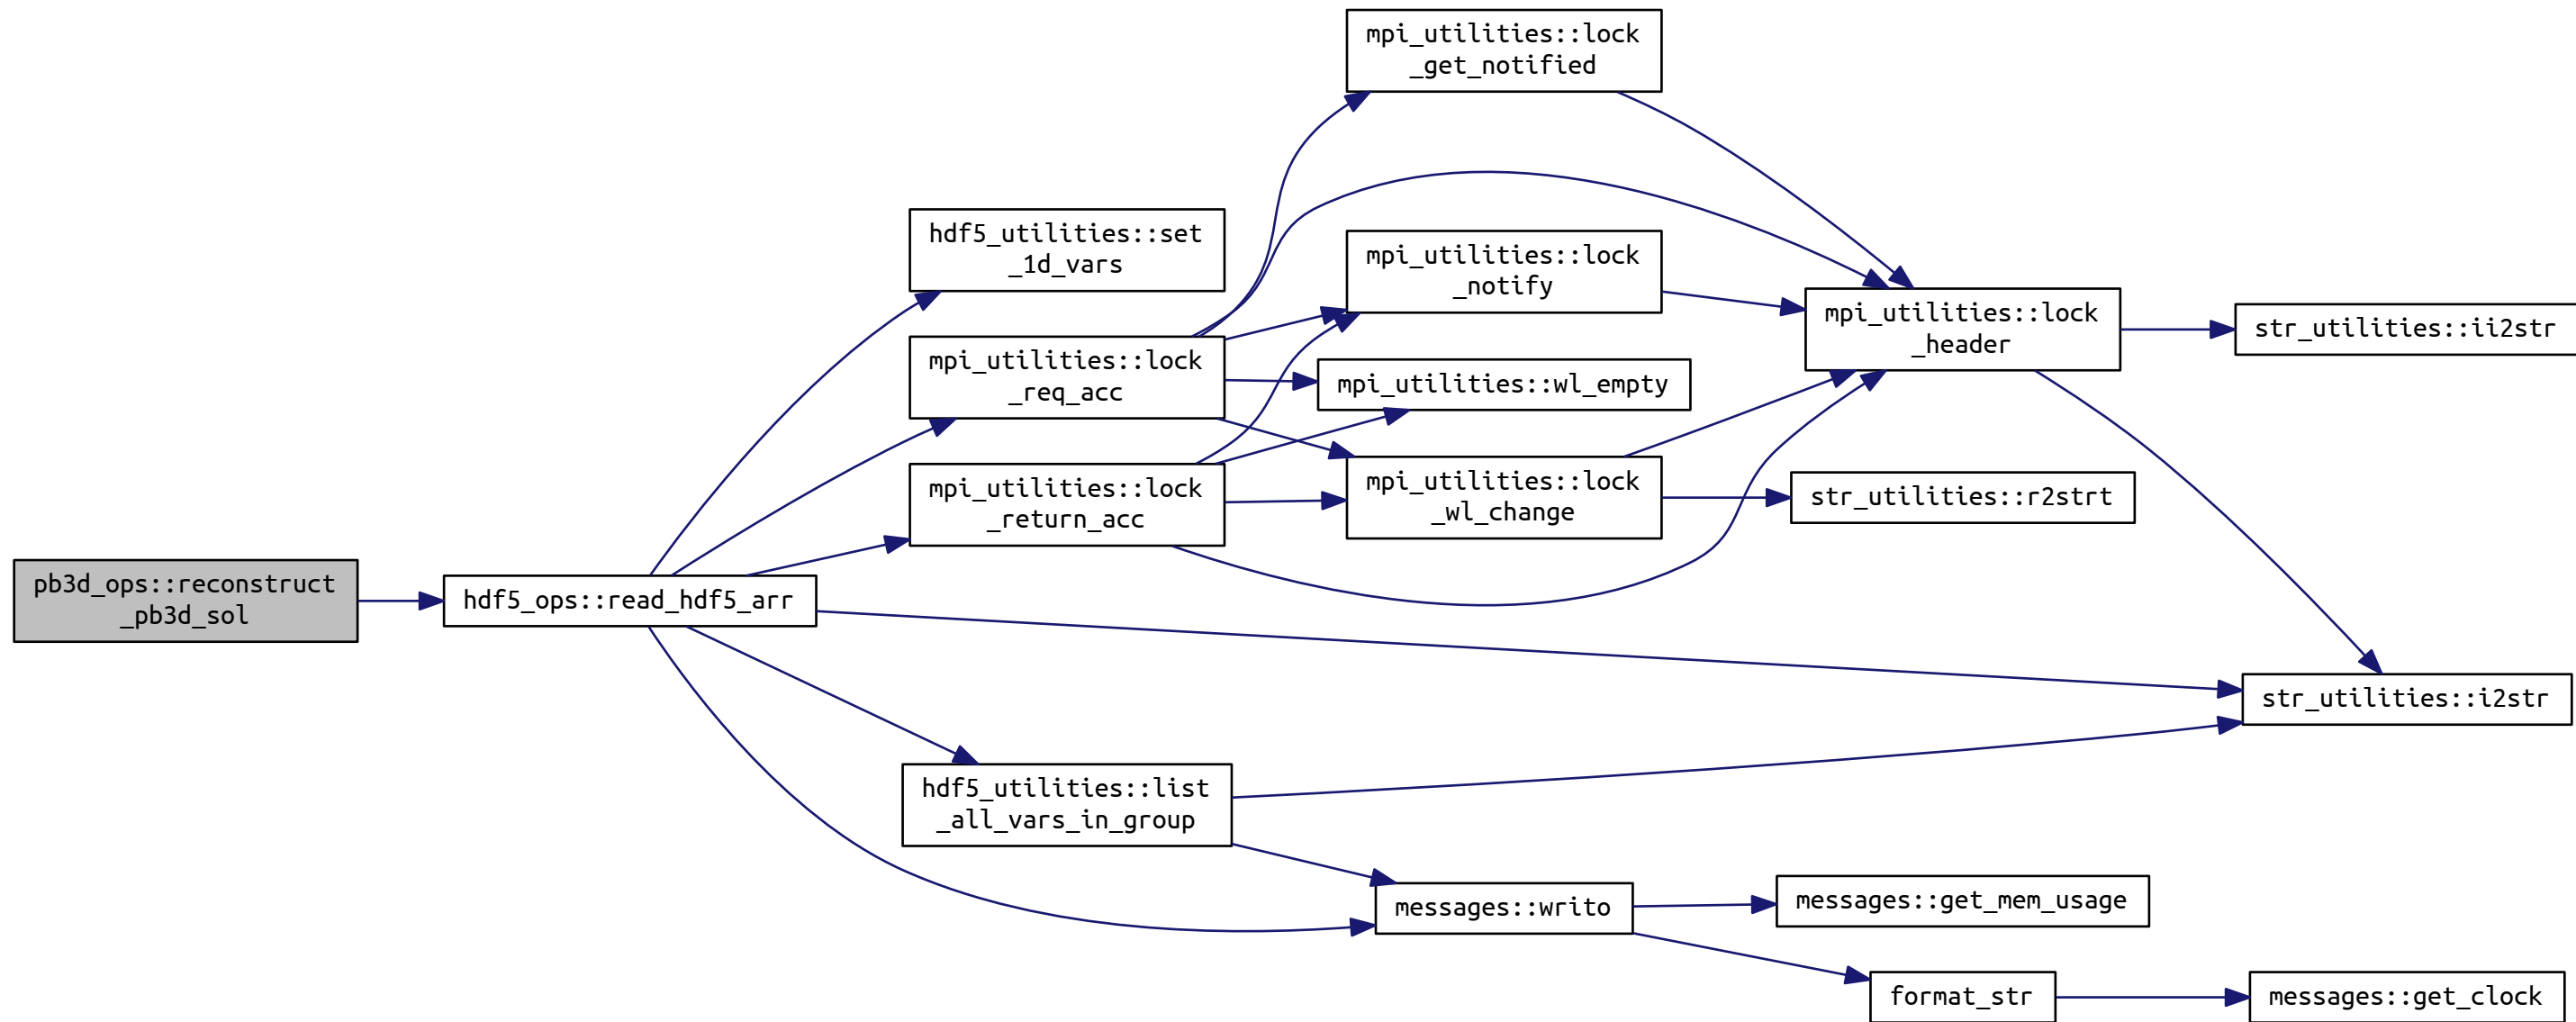 mpi_utilities::lock
_get_notified
hdf5_utilities::set
_1d_vars
mpi_utilities::lock
_notify
mpi_utilities::lock
_header
str_utilities::ii2str
mpi_utilities::lock
_req_acc
mpi_utilities::wl_empty
mpi_utilities::lock
_return_acc
mpi_utilities::lock
_wl_change
str_utilities::r2strt
pb3d_ops::reconstruct
_pb3d_sol
hdf5_ops::read_hdf5_arr
str_utilities::i2str
hdf5_utilities::list
_all_vars_in_group
messages::writo
messages::get_mem_usage
format_str
messages::get_clock